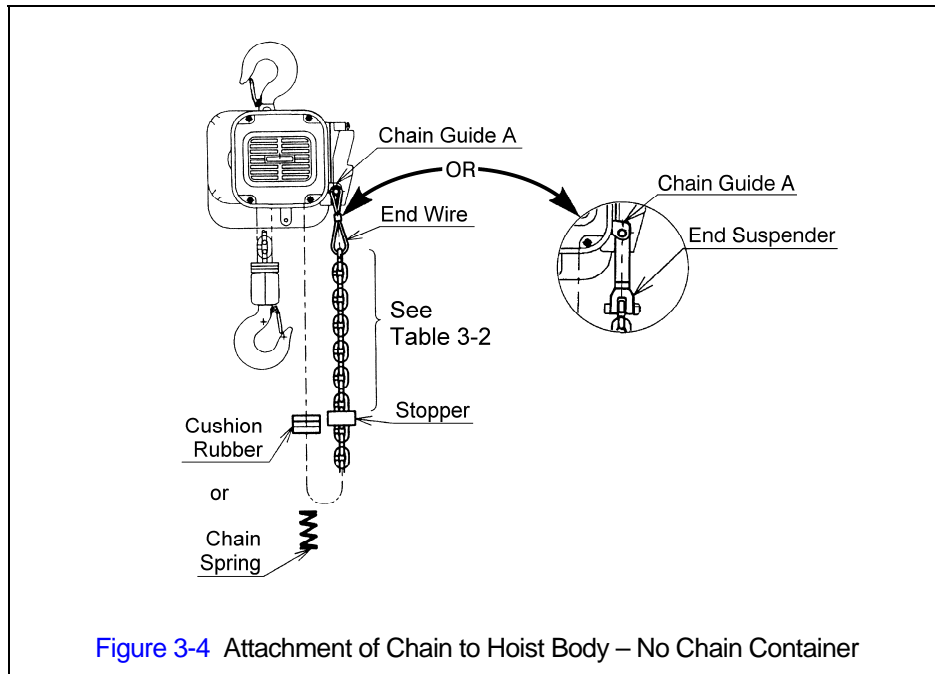 Chain Guide A
OR
Chain Guide A
End Wire
End Suspender
See
Table 3-2
Stopper
Cushion
Rubber
or
Chain
Spring
Figure 3-4 Attachment of Chain to Hoist Body – No Chain Container